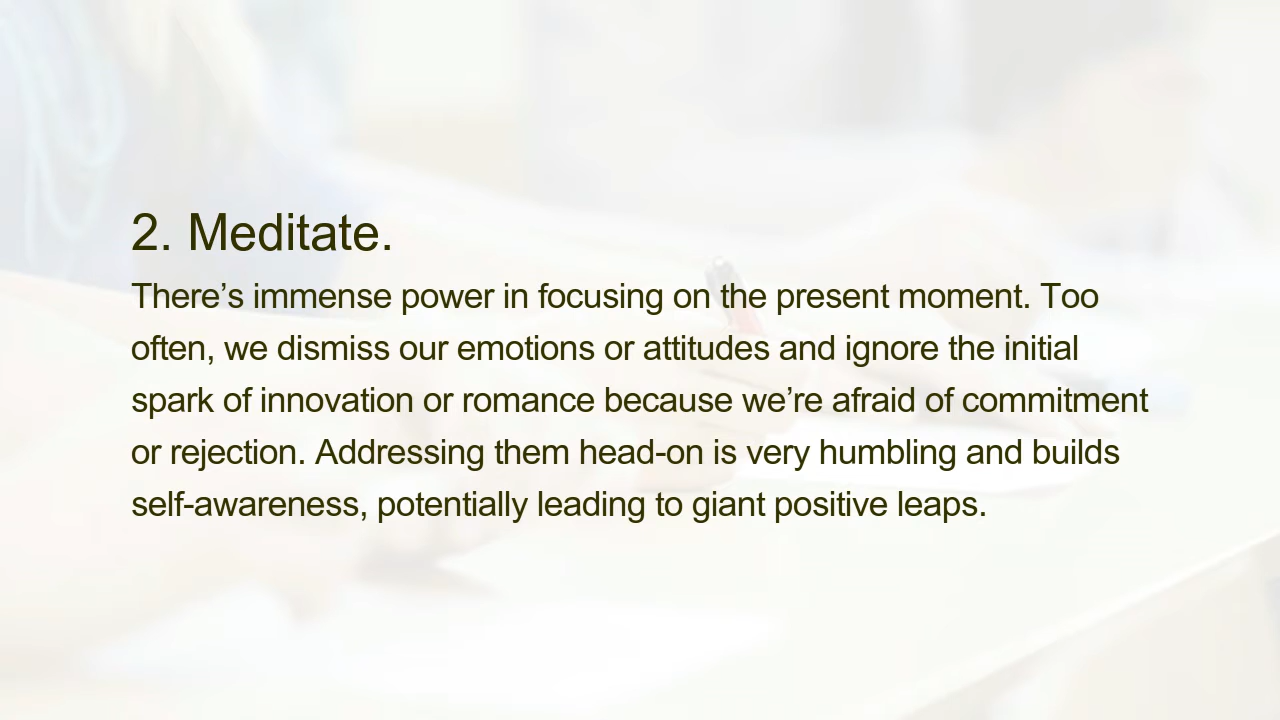 2. Meditate.
There’s immense power in focusing on the present moment. Too
often, we dismiss our emotions or attitudes and ignore the initial
spark of innovation or romance because we’re afraid of commitment
or rejection. Addressing them head-on is very humbling and builds
self-awareness, potentially leading to giant positive leaps.